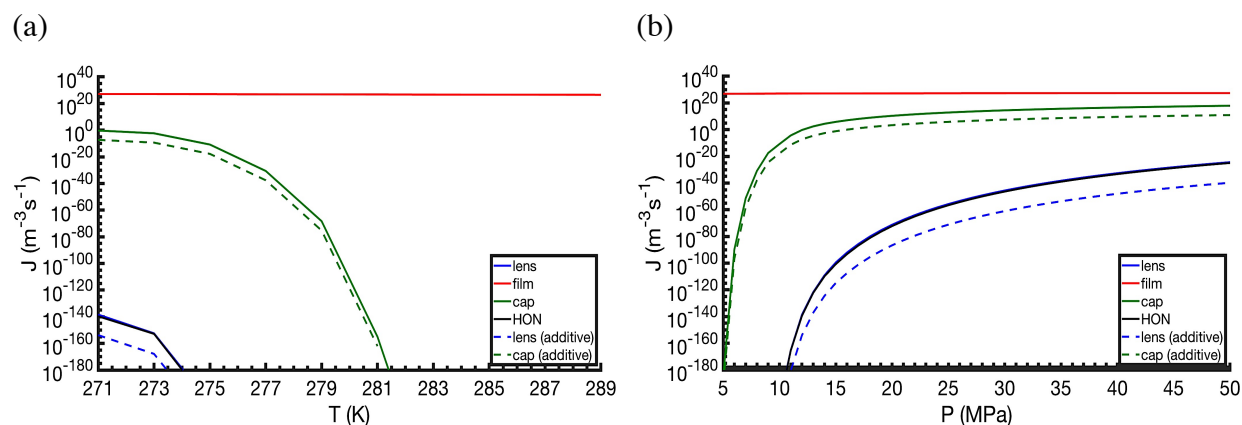 (a)
(b)
10^40
10^20
10^0
10^-20
10^-40
10^-60
10^-80
10^-100
10^-120
10^-140
10^-160
10^-180
J (m^-3s^-1)
271 273 275 277 279 281 283 285 287 289
T (K)
lens
film
cap
HON
lens (additive)
cap (additive)
10^40
10^20
10^0
10^-20
10^-40
10^-60
10^-80
10^-100
10^-120
10^-140
10^-160
10^-180
J (m^-3s^-1)
5 10 15 20 25 30 35 40 45 50
P (MPa)
lens
film
cap
HON
lens (additive)
cap (additive)